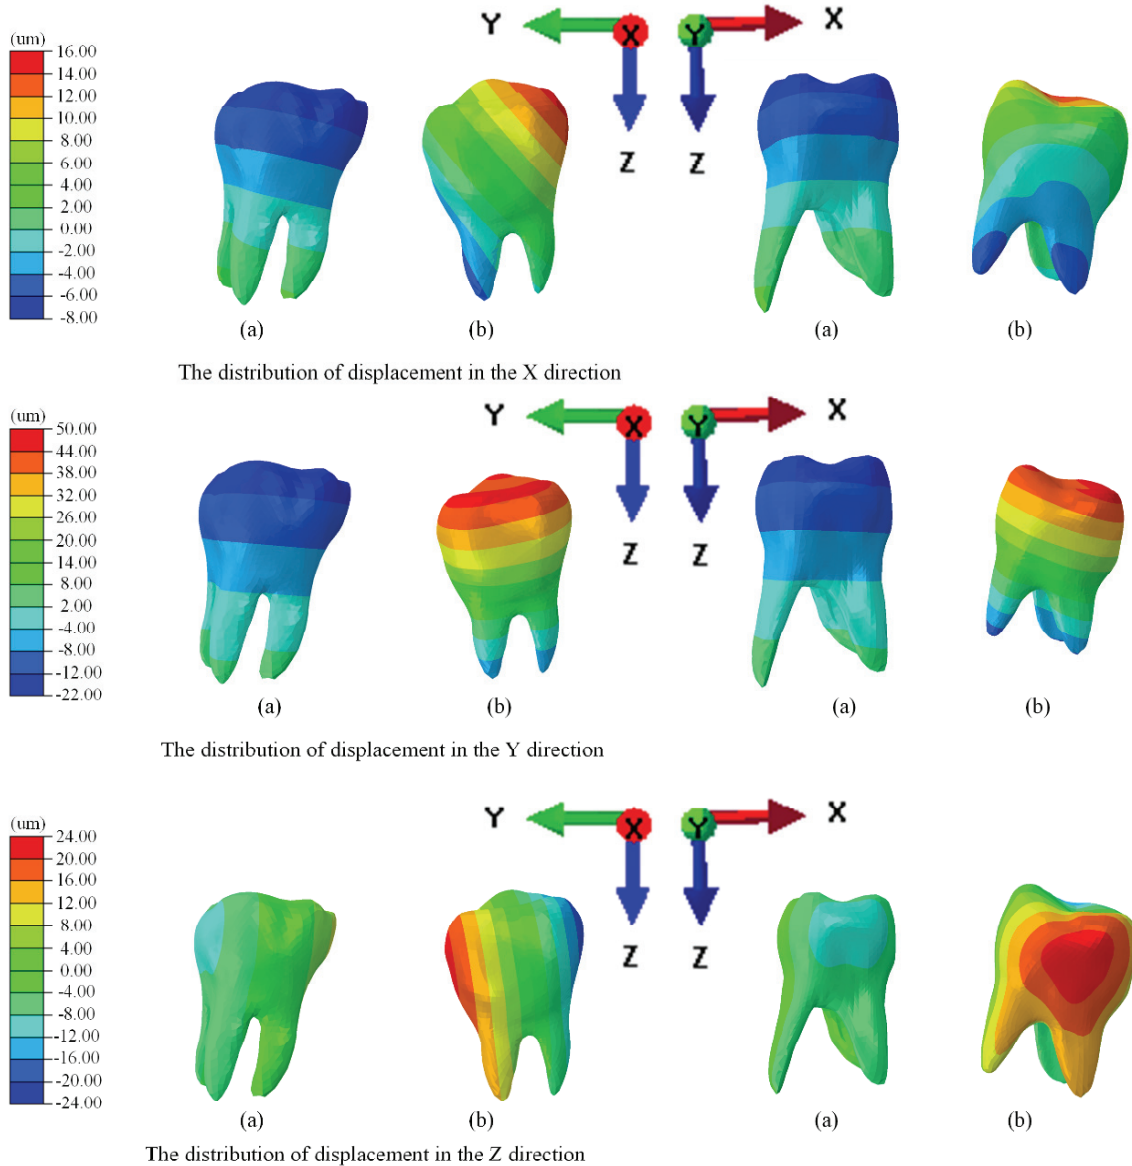 (um)
16.00
14.00
12.00
10.00
8.00
6.00
4.00
2.00
0.00
-2.00
-4.00
-6.00
-8.00
Y X Z
Y X Z
(a) (b) (a) (b)
The distribution of displacement in the X direction
(um)
50.00
44.00
38.00
32.00
26.00
20.00
14.00
8.00
2.00
-4.00
-8.00
-12.00
-22.00
Y X Z
Y X Z
(a) (b) (a) (b)
The distribution of displacement in the Y direction
(um)
24.00
20.00
16.00
12.00
8.00
4.00
0.00
-4.00
-8.00
-12.00
-16.00
-20.00
-24.00
Y X Z
Y X Z
(a) (b) (a) (b)
The distribution of displacement in the Z direction